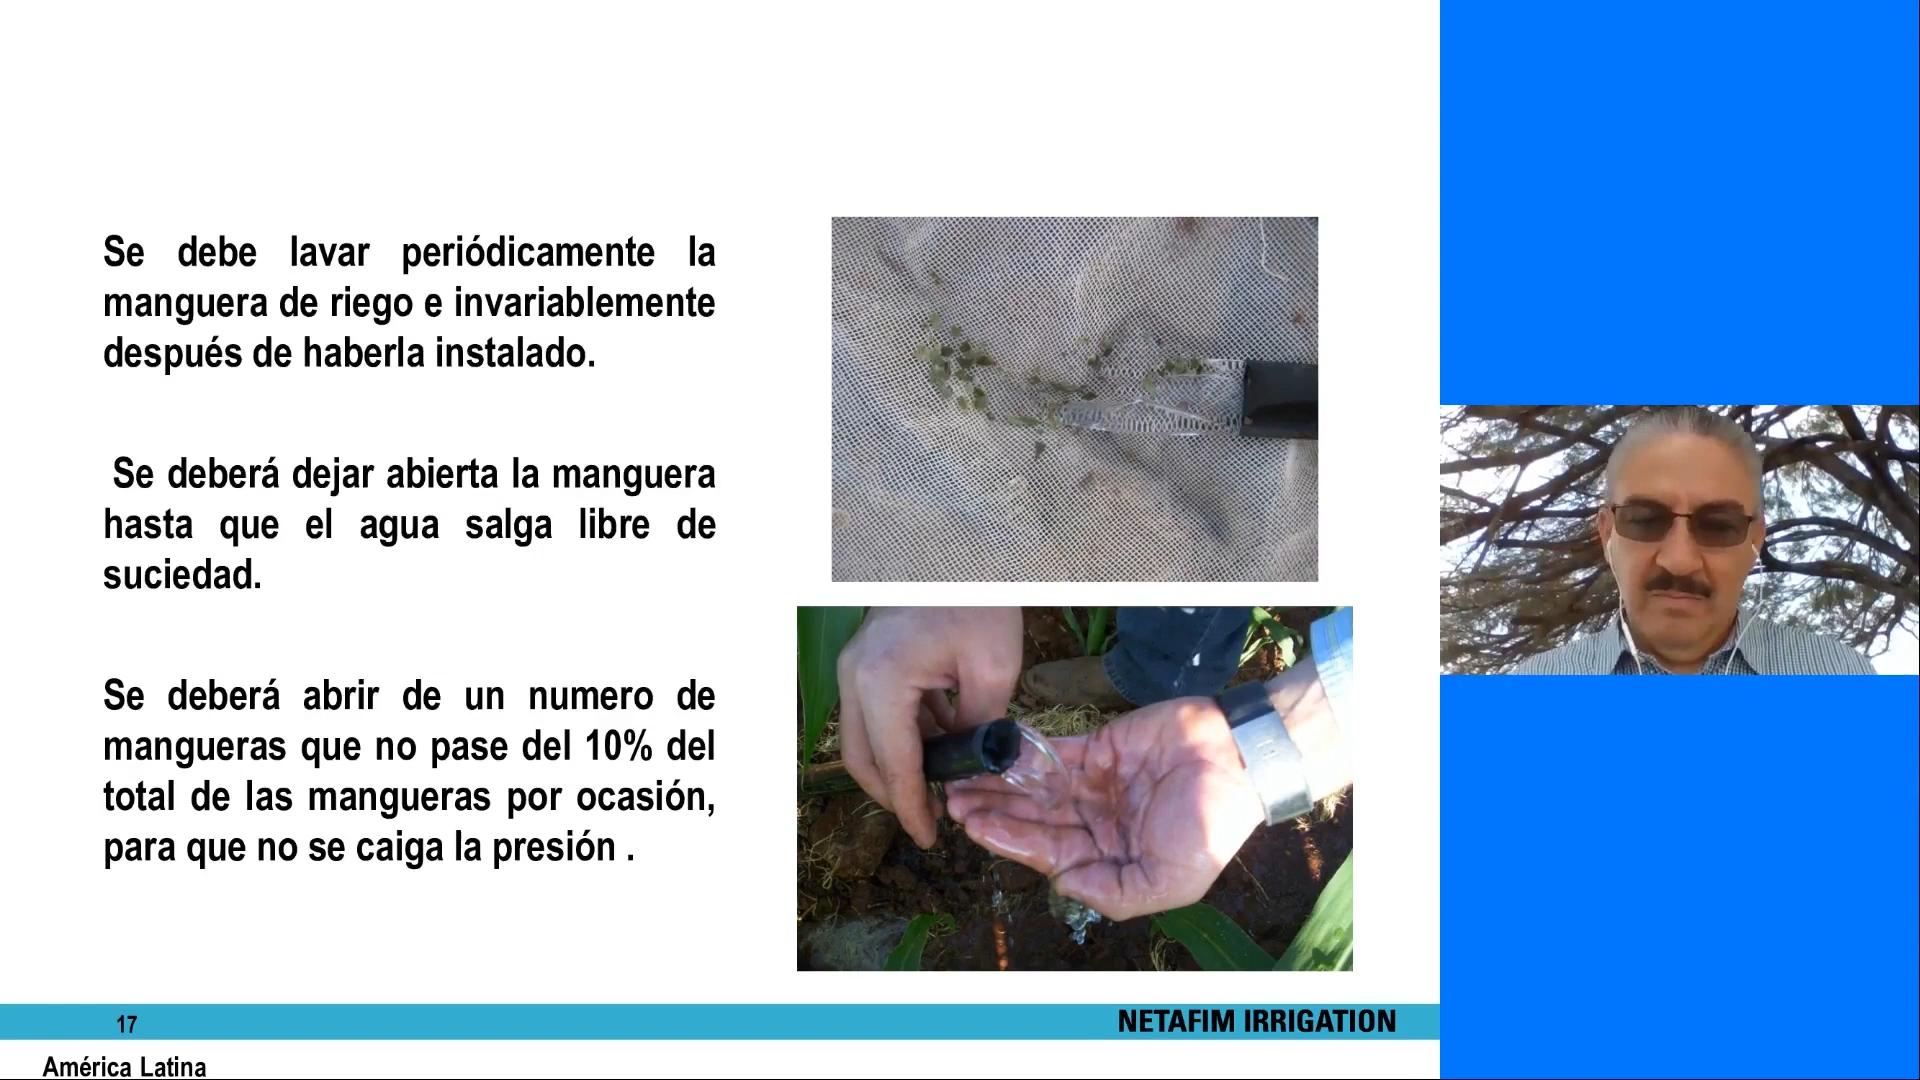 Se debe lavar periódicamente la
manguera de riego e invariablemente
después de haberla instalado.
Se deberá dejar abierta la manguera
hasta que el agua salga libre de
suciedad.
Se deberá abrir de un numero de
mangueras que no pase del 10% del
total de las mangueras por ocasión,
para que no se caiga la presión .
17
NETAFIM IRRIGATION
América Latina